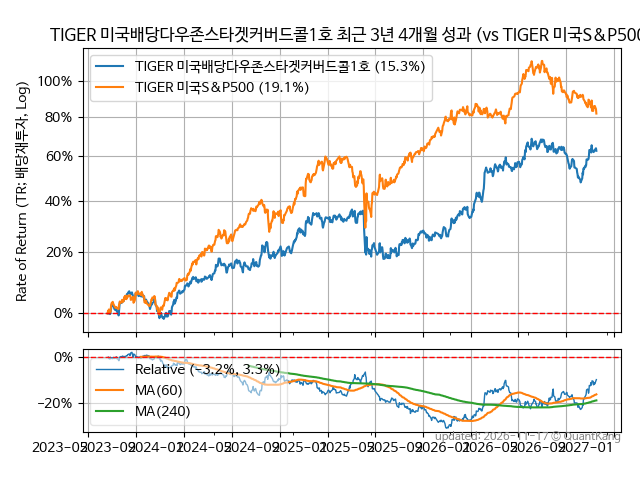 TIGER 미국배당다우존스타겟커버드콜1호 최근 3년 4개월 성과 (vs TIGER 미국S&P500
Rate of Return (TR: 배당재투자, Log)
TIGER 미국배당다우존스타겟커버드콜1호 (15.3%)
TIGER 미국S&P500 (19.1%)
100%
80%
60%
40%
20%
0%
0%
−20%
Relative (−3.2%, 3.3%)
MA(60)
MA(240)
updated: 2026-11-17 © QuantKang
2023-05 2023-09 2024-01 2024-05 2024-09 2025-01 2025-05 2025-09 2026-01 2026-05 2026-09 2027-01